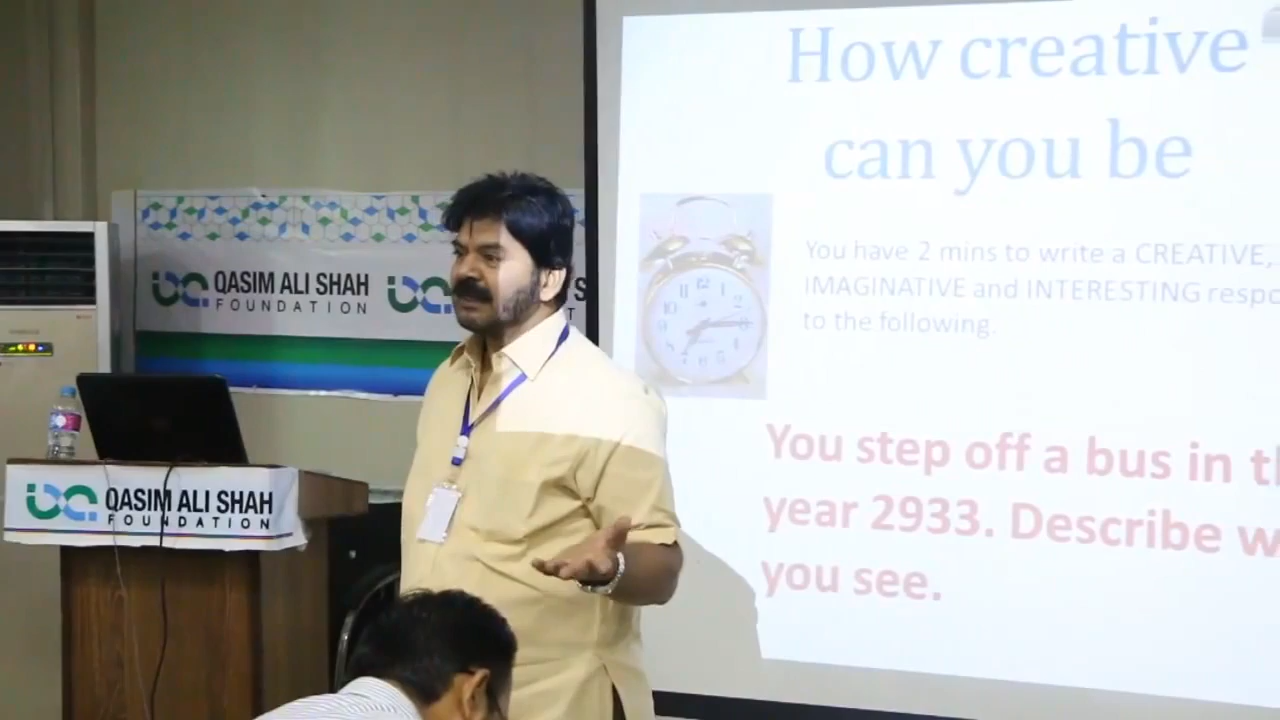 How creative
can you be
You have 2 mins to write a CREATIVE,
IMAGINATIVE and INTERESTING respo
to the following.
You step off a bus in th
year 2933. Describe w
you see.
QASIM ALI SHAH
FOUNDATION
QASIM ALI SHAH
FOUNDATION